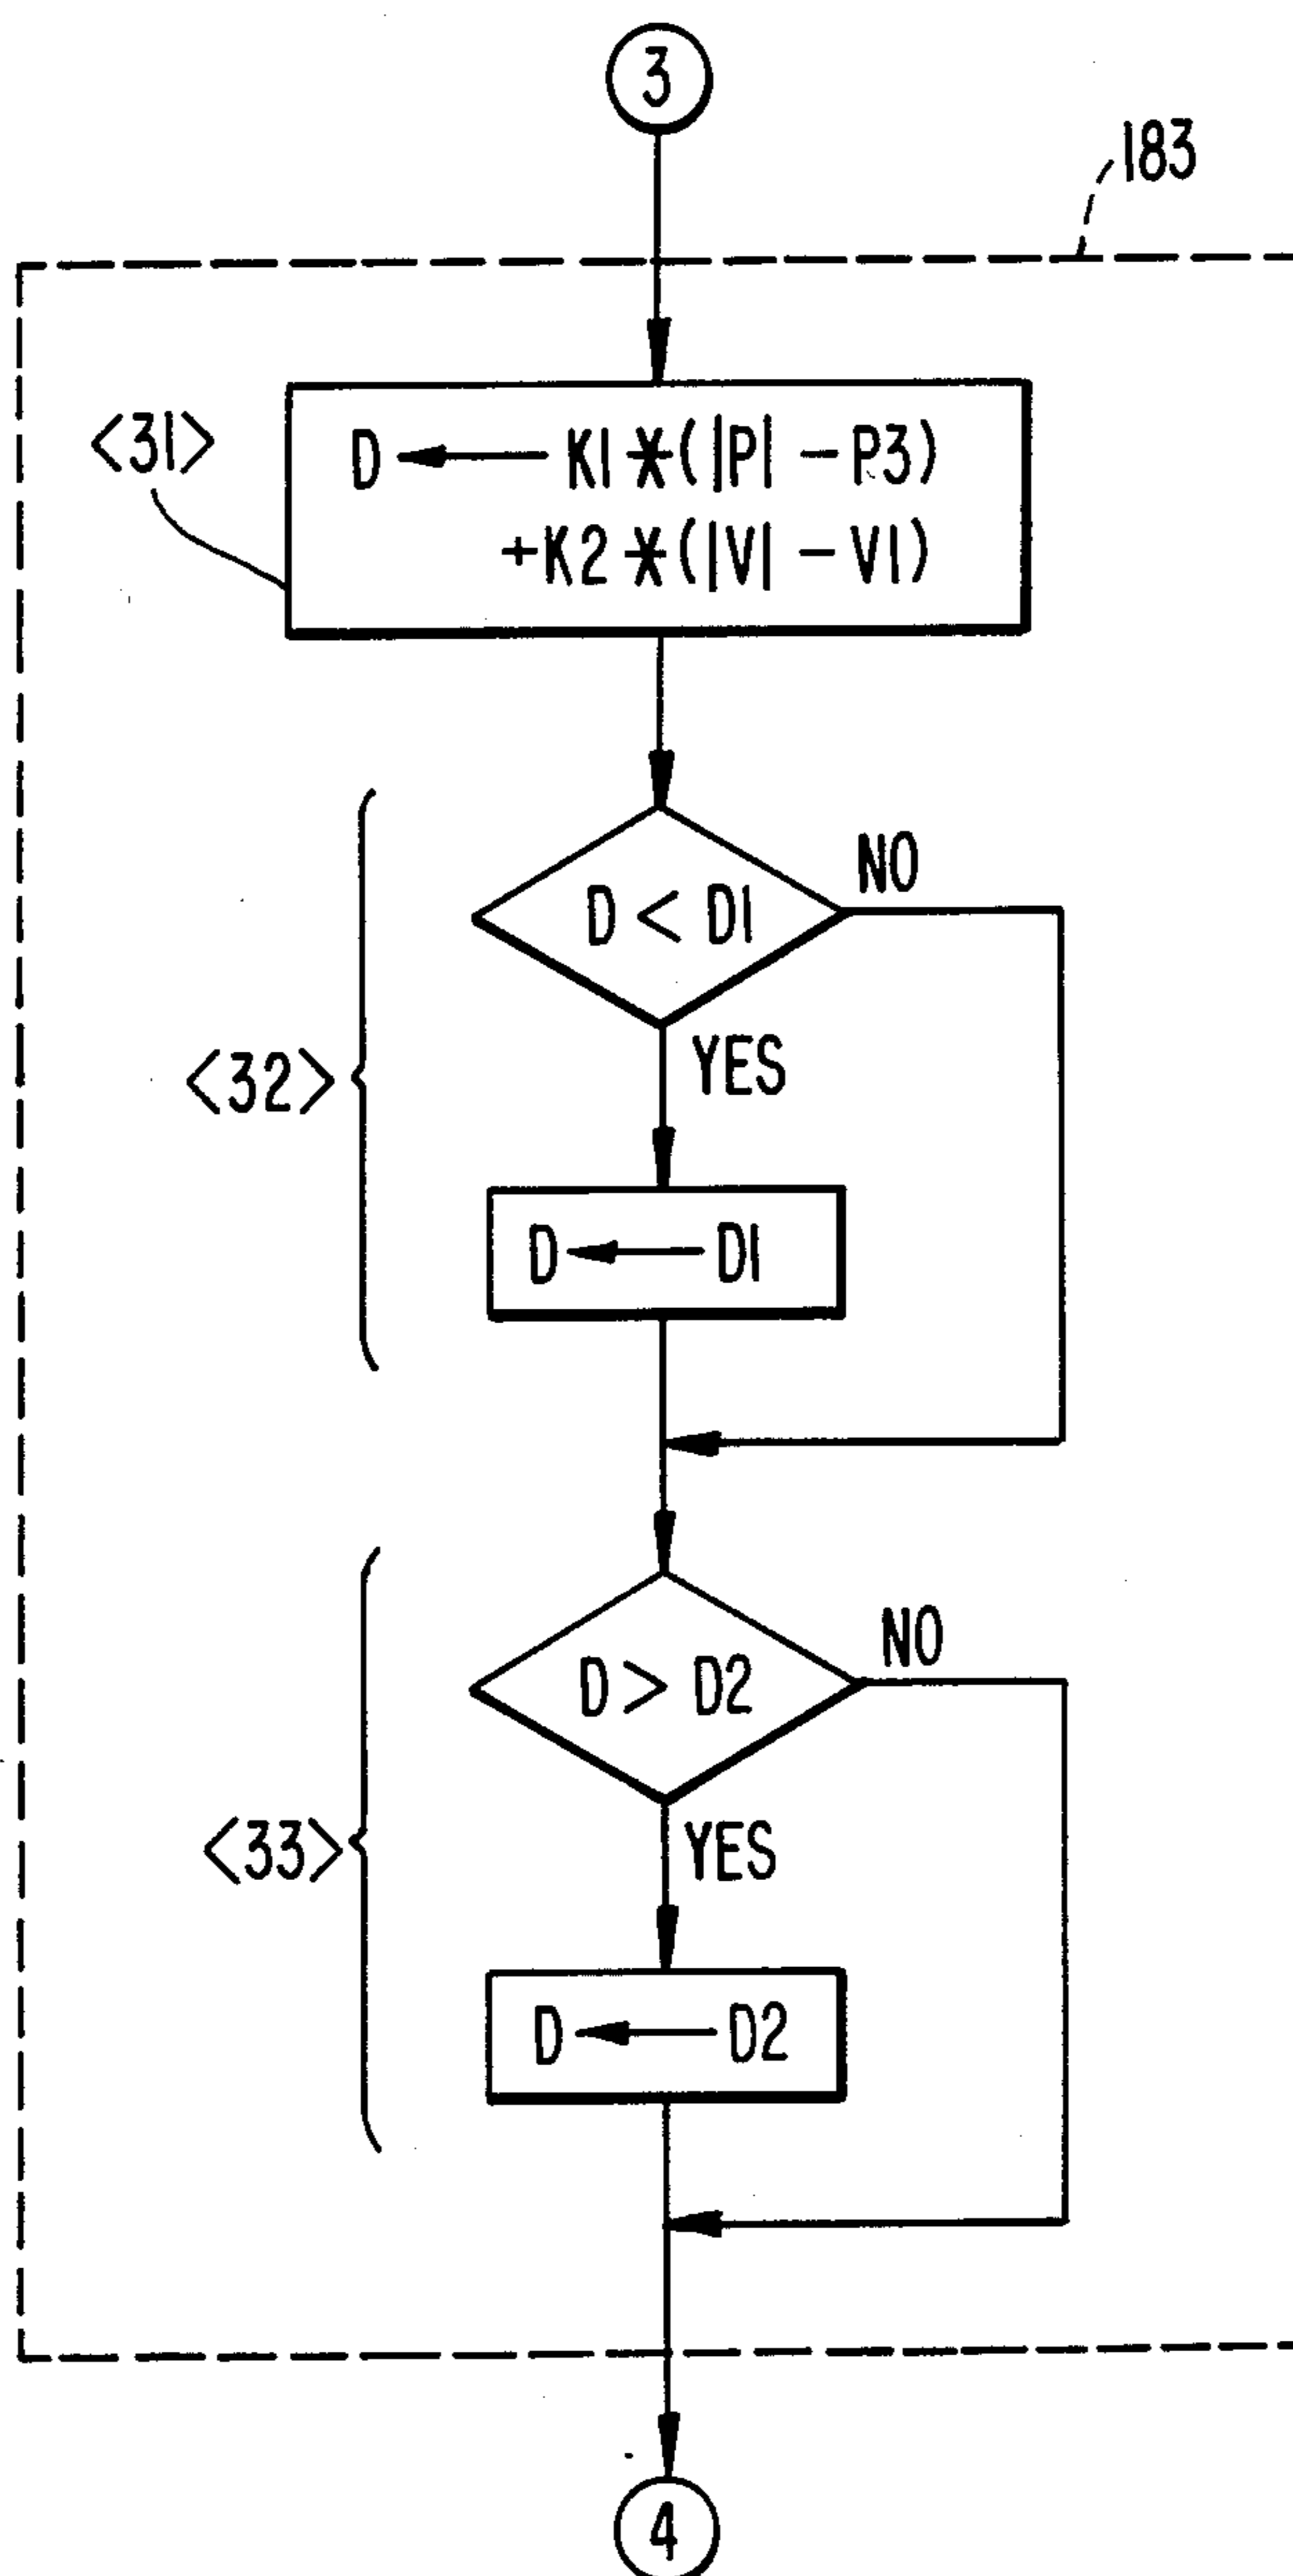 3
183
<31>
D ← K1 * (|P| - P3)
+K2 * (|V| - V1)
D < D1
NO
YES
<32>
D ← D1
D > D2
NO
YES
<33>
D ← D2
4